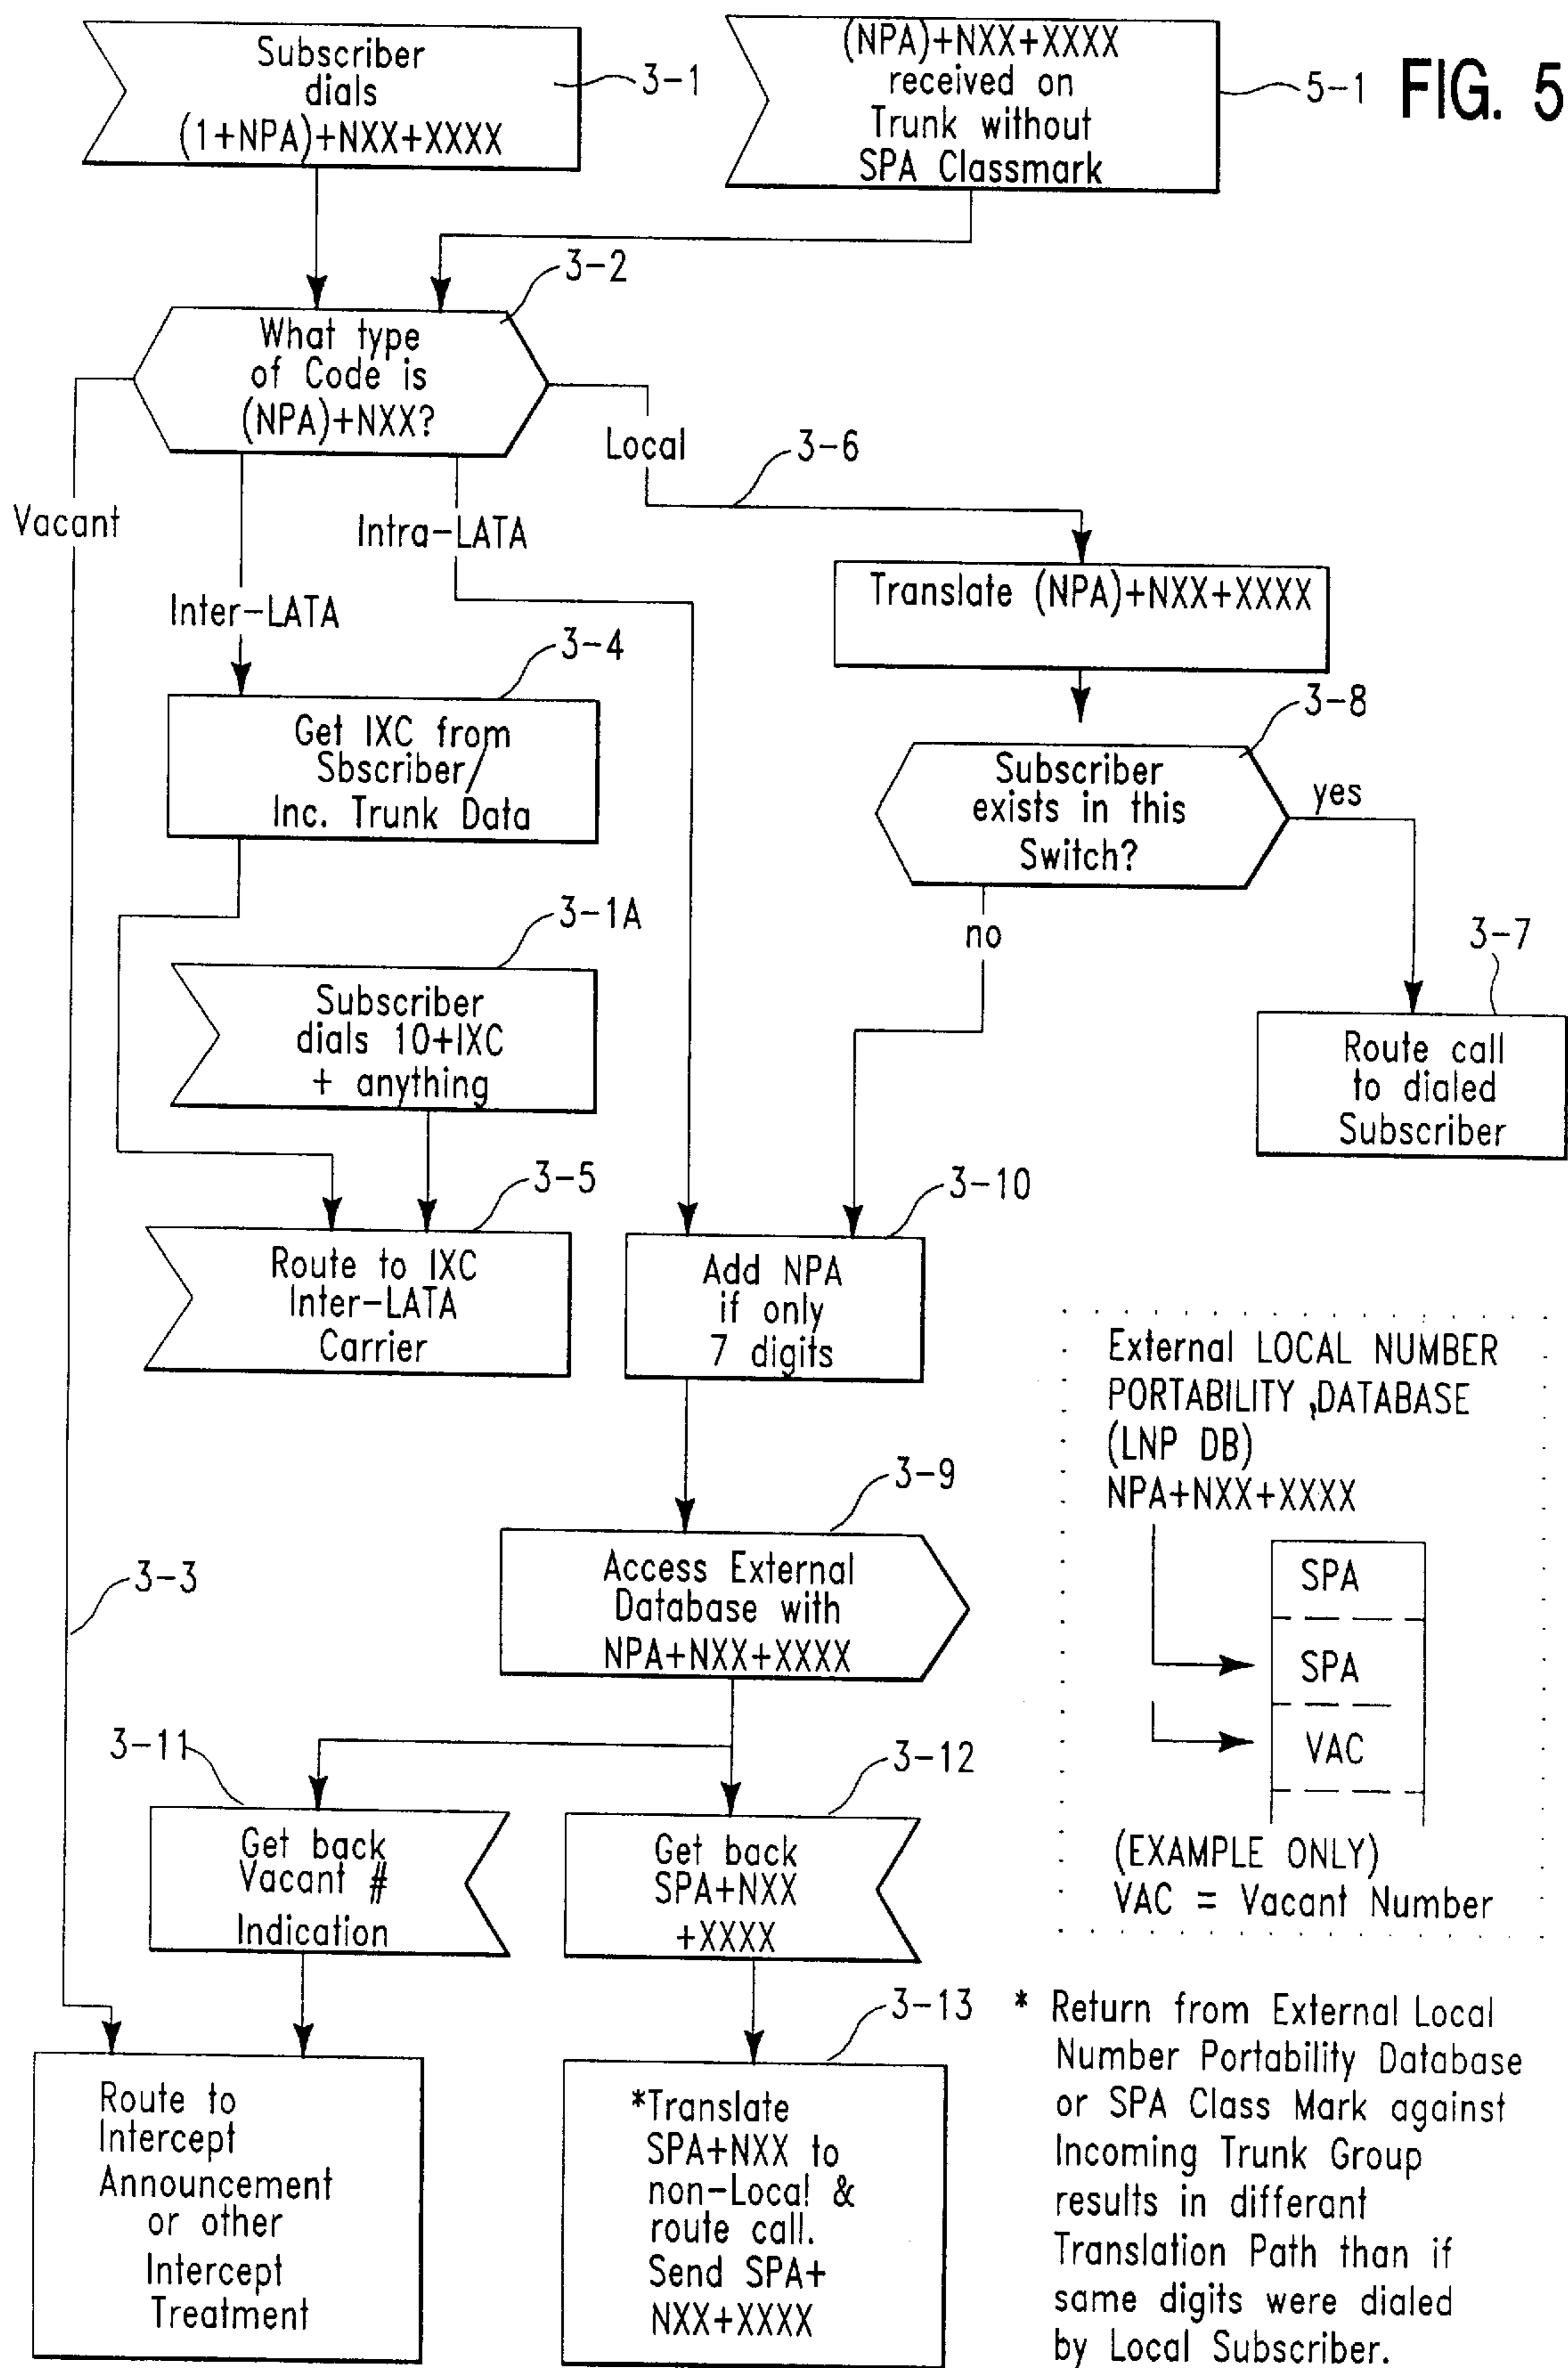 Subscriber
dials
(1+NPA)+NXX+XXXX
3-1
(NPA)+NXX+XXXX
received on
Trunk without
SPA Classmark
5-1
FIG. 5
3-2
What type
of Code is
(NPA)+NXX?
Vacant
Inter-LATA
Intra-LATA
Local
3-6
Translate (NPA)+NXX+XXXX
3-4
Get IXC from
Sbscriber/
Inc. Trunk Data
3-8
Subscriber
exists in this
Switch?
yes
no
3-7
Route call
to dialed
Subscriber
3-1A
Subscriber
dials 10+IXC
+ anything
3-5
Route to IXC
Inter-LATA
Carrier
3-10
Add NPA
if only
7 digits
External LOCAL NUMBER
PORTABILITY ,DATABASE
(LNP DB)
NPA+NXX+XXXX
SPA
SPA
VAC
(EXAMPLE ONLY)
VAC = Vacant Number
3-9
Access External
Database with
NPA+NXX+XXXX
3-3
3-11
Get back
Vacant #
Indication
3-12
Get back
SPA+NXX
+XXXX
Route to
Intercept
Announcement
or other
Intercept
Treatment
3-13
*Translate
SPA+NXX to
non-Local &
route call.
Send SPA+
NXX+XXXX
* Return from External Local
Number Portability Database
or SPA Class Mark against
Incoming Trunk Group
results in differant
Translation Path than if
same digits were dialed
by Local Subscriber.